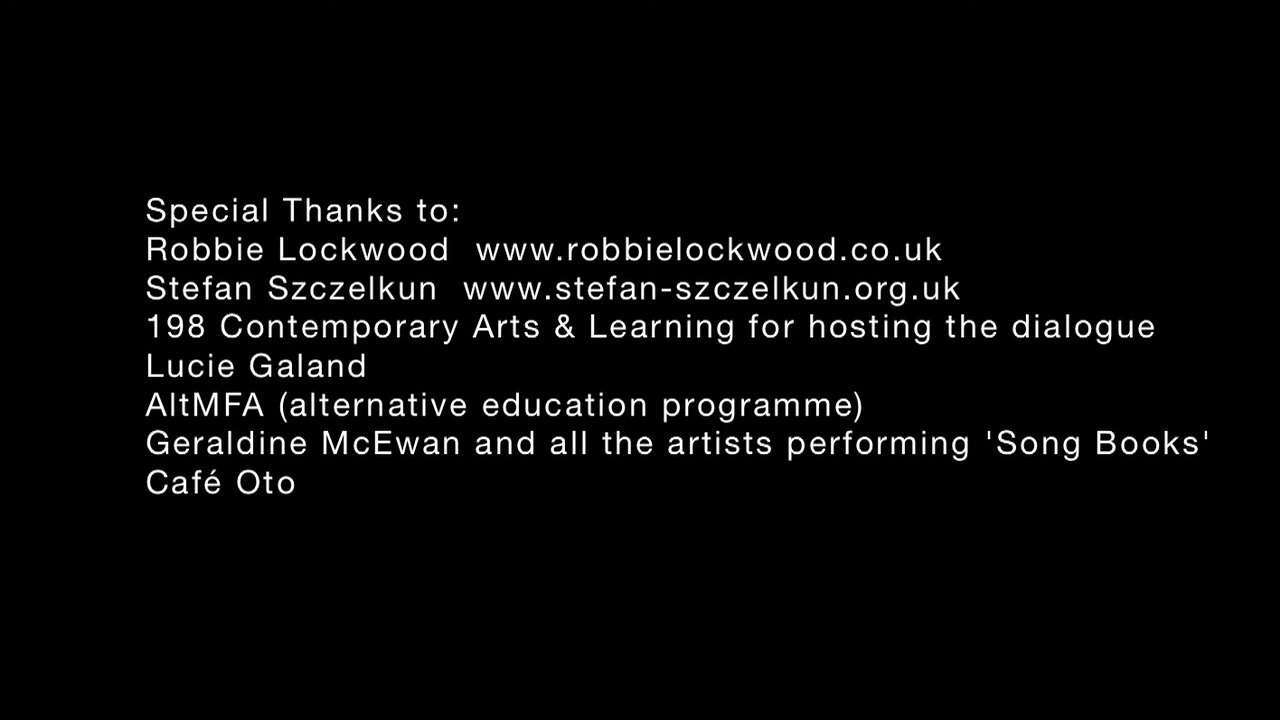 Special Thanks to:
Robbie Lockwood www.robbielockwood.co.uk
Stefan Szczelkun www.stefan-szczelkun.org.uk
198 Contemporary Arts & Learning for hosting the dialogue
Lucie Galand
AltMFA (alternative education programme)
Geraldine McEwan and all the artists performing 'Song Books'
Café Oto